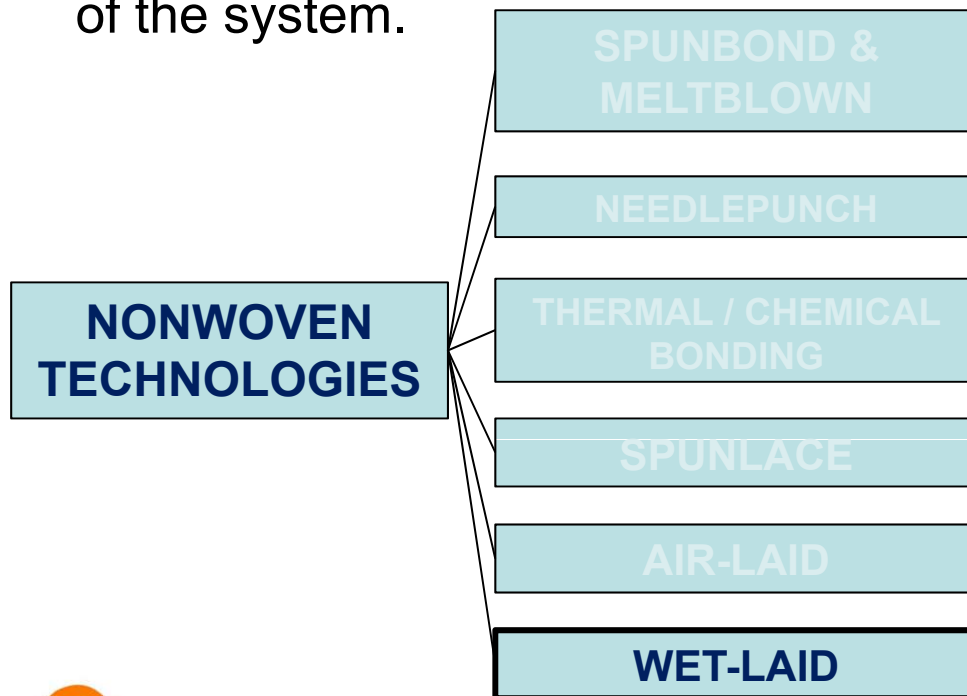 of the system.
SPUNBOND &
MELTBLOWN
NEEDLEPUNCH
NONWOVEN
TECHNOLOGIES
THERMAL / CHEMICAL
BONDING
SPUNLACE
AIR-LAID
WET-LAID